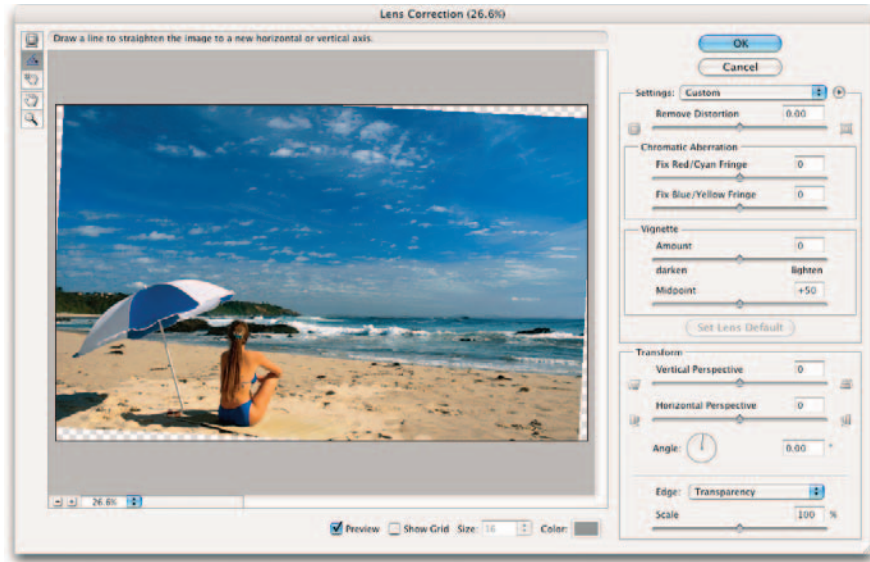 Lens Correction (26.6%)
Draw a line to straighten the image to a new horizontal or vertical axis.
OK
Cancel
Settings: Custom
Remove Distortion 0.00
Chromatic Aberration
Fix Red/Cyan Fringe 0
Fix Blue/Yellow Fringe 0
Vignette
Amount 0
darken lighten
Midpoint +50
Set Lens Default
Transform
Vertical Perspective 0
Horizontal Perspective 0
Angle: 0.00 °
Edge: Transparency
Scale 100 %
26.6%
Preview Show Grid Size: 16 Color: